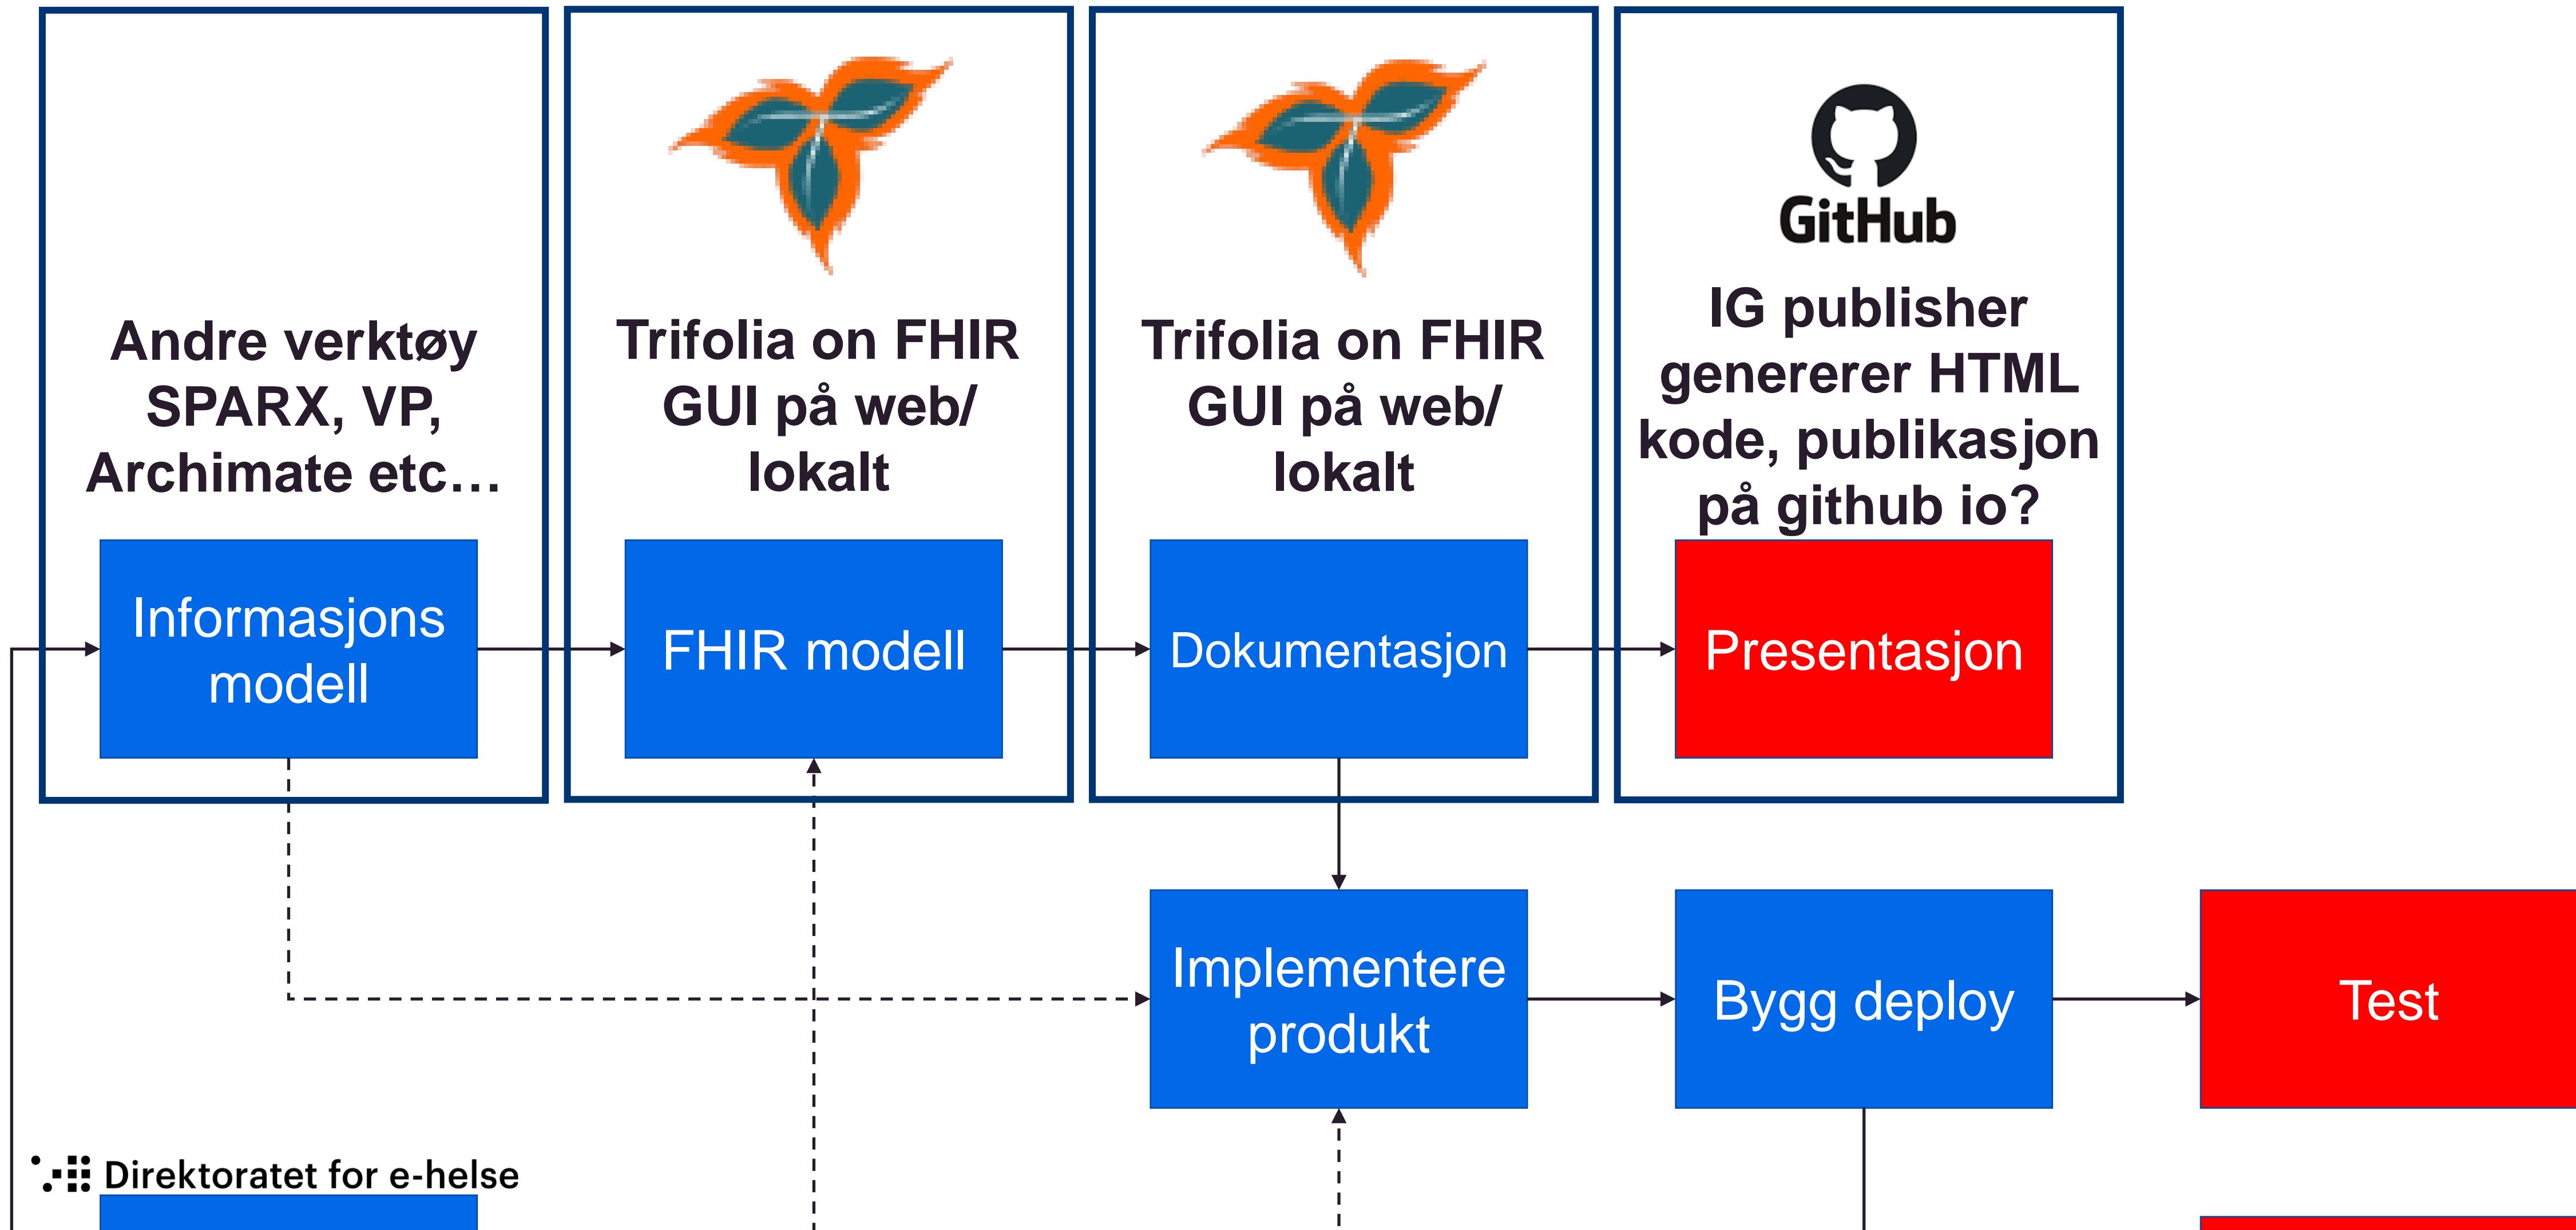 Andre verktøy
SPARX, VP,
Archimate etc…
Trifolia on FHIR
GUI på web/
lokalt
Trifolia on FHIR
GUI på web/
lokalt
GitHub
IG publisher
genererer HTML
kode, publikasjon
på github io?
Informasjons
modell
FHIR modell
Dokumentasjon
Presentasjon
Implementere
produkt
Bygg deploy
Test
Direktoratet for e-helse